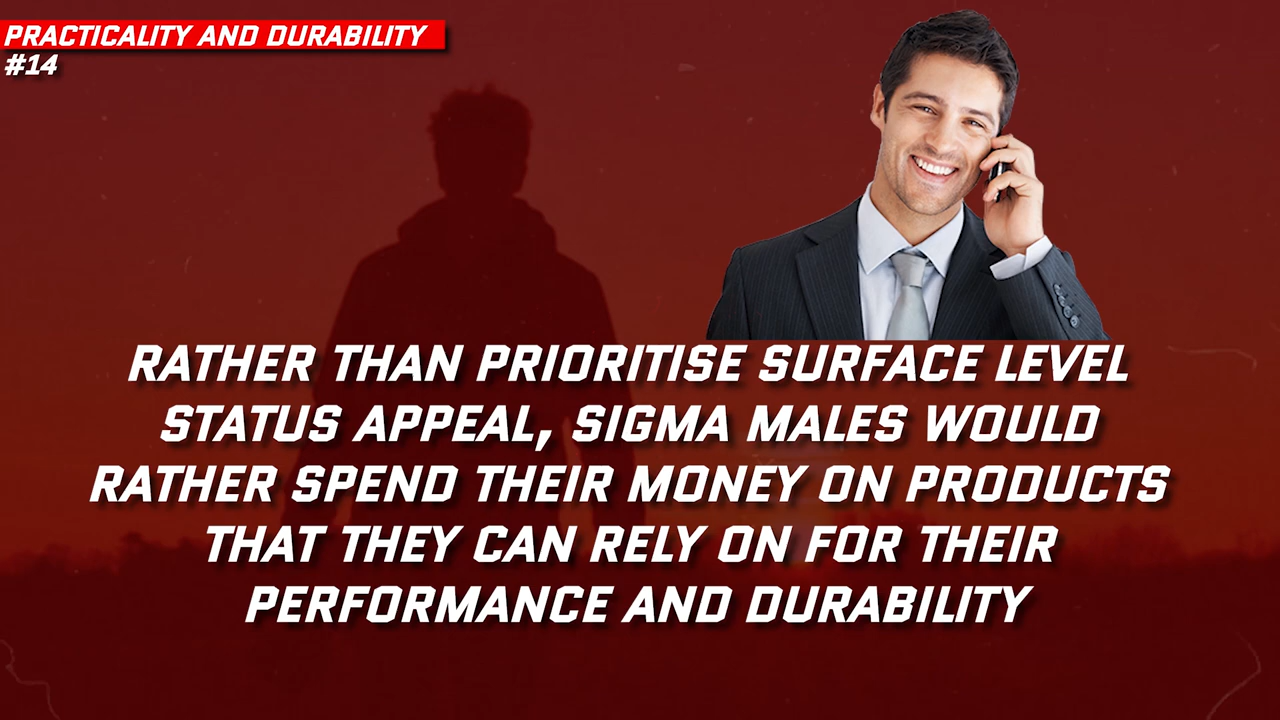 PRACTICALITY AND DURABILITY
#14
RATHER THAN PRIORITISE SURFACE LEVEL
STATUS APPEAL, SIGMA MALES WOULD
RATHER SPEND THEIR MONEY ON PRODUCTS
THAT THEY CAN RELY ON FOR THEIR
PERFORMANCE AND DURABILITY